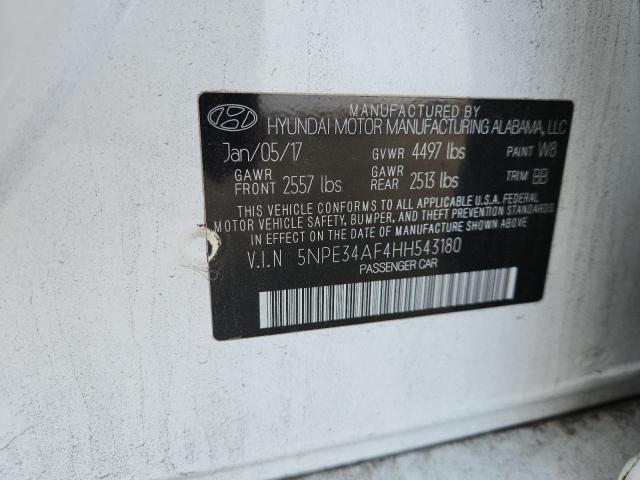 MANUFACTURED BY
HYUNDAI MOTOR MANUFACTURING ALABAMA, LLC
Jan/05/17 GVWR 4497 lbs PAINT W8
GAWR FRONT 2557 lbs GAWR REAR 2513 lbs TRIM: BB
THIS VEHICLE CONFORMS TO ALL APPLICABLE U.S.A. FEDERAL
MOTOR VEHICLE SAFETY, BUMPER, AND THEFT PREVENTION STANDARDS
IN EFFECT ON THE DATE OF MANUFACTURE SHOWN ABOVE.
V.I.N 5NPE34AF4HH543180
PASSENGER CAR